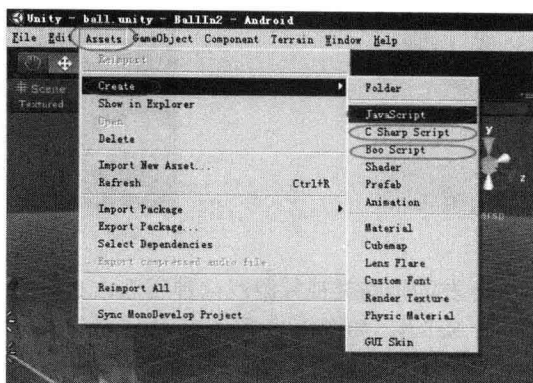 Unity - ball.unity - BallIn2 - Android
File Edit Assets GameObject Component Terrain Window Help
Reimport
Create
Show in Explorer
Open
Delete
Import New Asset...
Refresh Ctrl+R
Import Package
Export Package...
Select Dependencies
Export compressed audio file
Reimport All
Sync MonoDevelop Project
Folder
JavaScript
C Sharp Script
Boo Script
Shader
Prefab
Animation
Material
Cubemap
Lens Flare
Custom Font
Render Texture
Physic Material
GUI Skin
# Scene
Textured
y
z